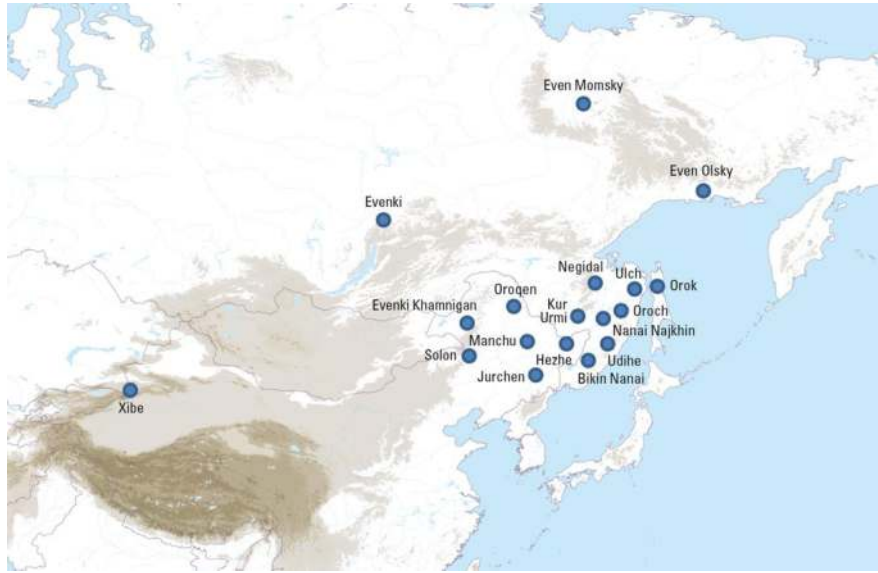 Even Momsky
Even Olsky
Evenki
Negidal
Ulch
Orok
Oroqen
Evenki Khamnigan
Kur
Urmi
Oroch
Nanai Najkhin
Manchu
Solon
Hezhe
Udihe
Jurchen
Bikin Nanai
Xibe